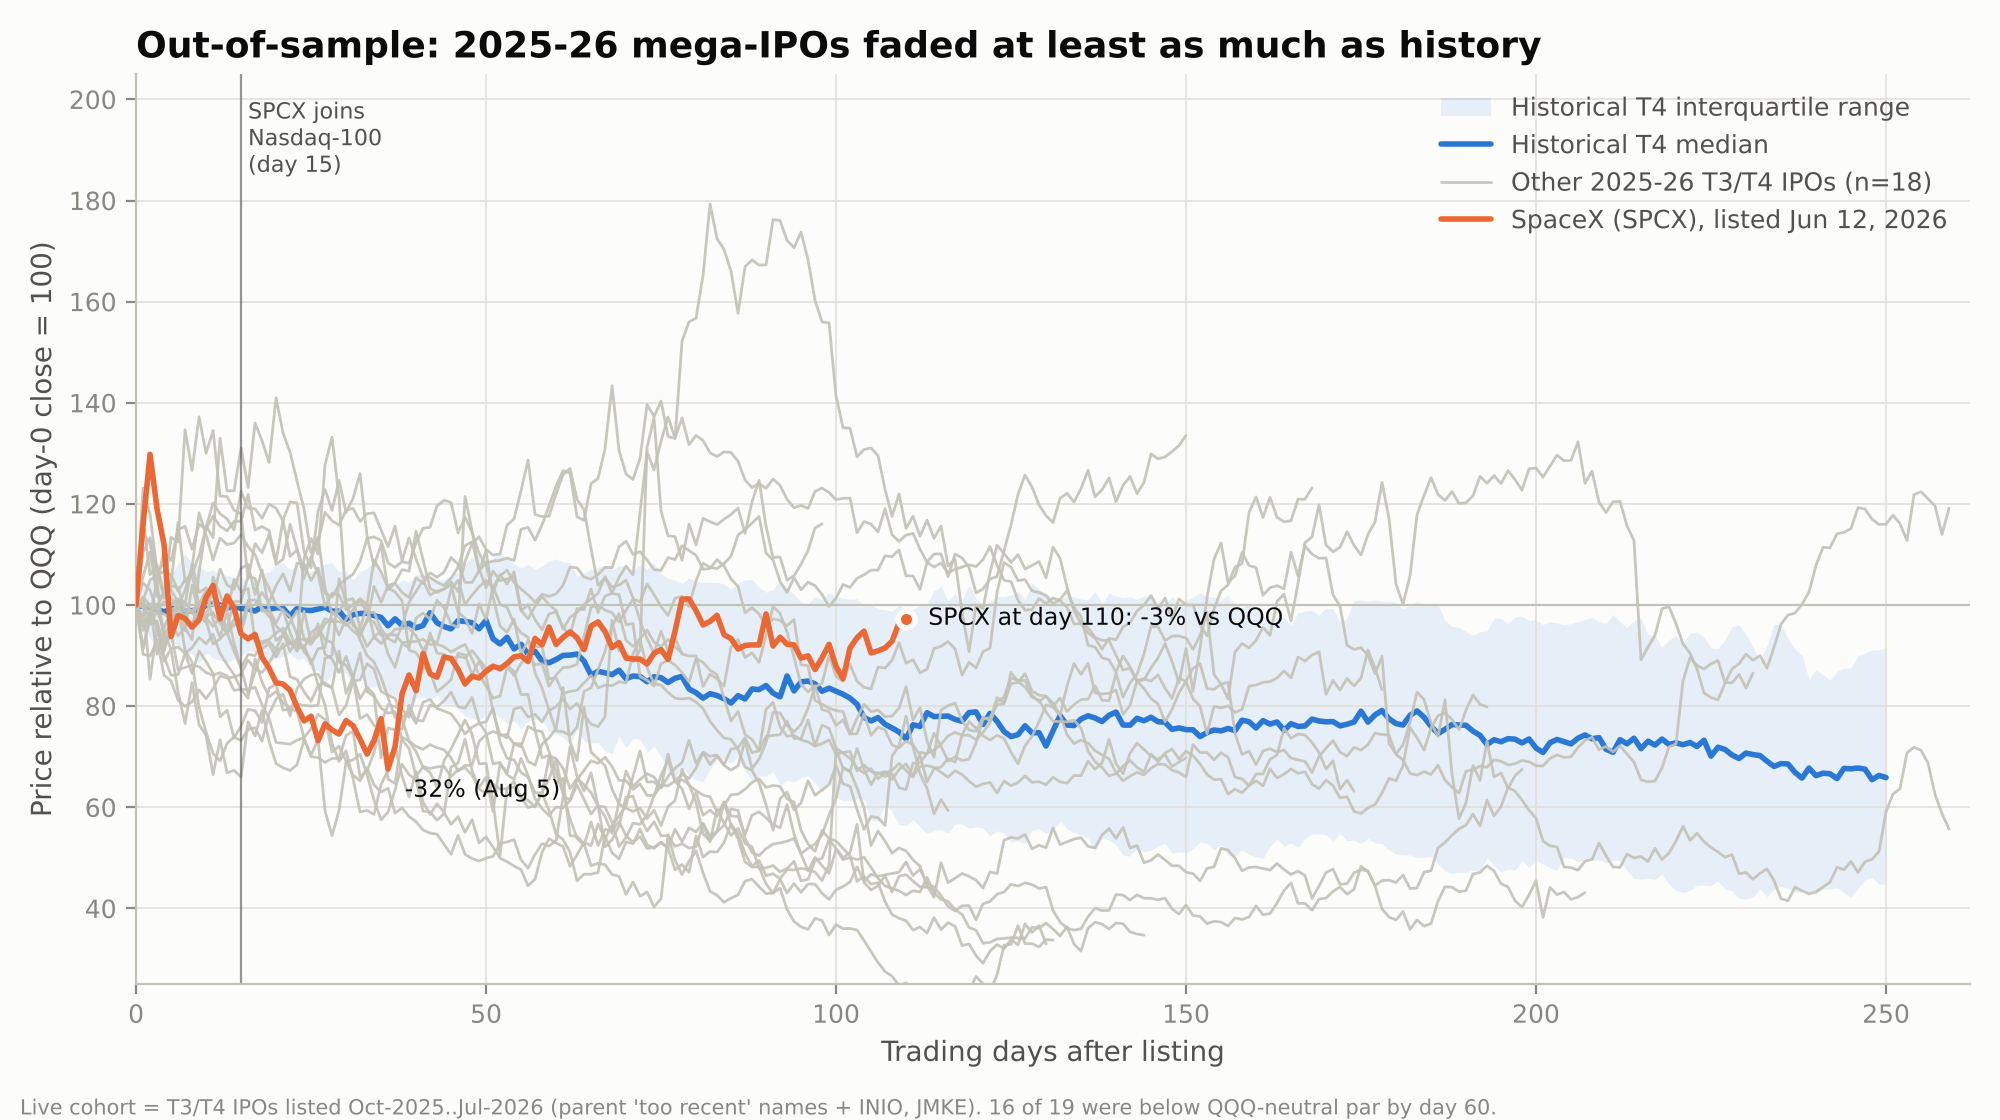 Out-of-sample: 2025-26 mega-IPOs faded at least as much as history
Price relative to QQQ (day-0 close = 100)
200
180
160
140
120
100
80
60
40
SPCX joins
Nasdaq-100
(day 15)
Historical T4 interquartile range
Historical T4 median
Other 2025-26 T3/T4 IPOs (n=18)
SpaceX (SPCX), listed Jun 12, 2026
SPCX at day 110: -3% vs QQQ
-32% (Aug 5)
0
50
100
150
200
250
Trading days after listing
Live cohort = T3/T4 IPOs listed Oct-2025..Jul-2026 (parent 'too recent' names + INIO, JMKE). 16 of 19 were below QQQ-neutral par by day 60.